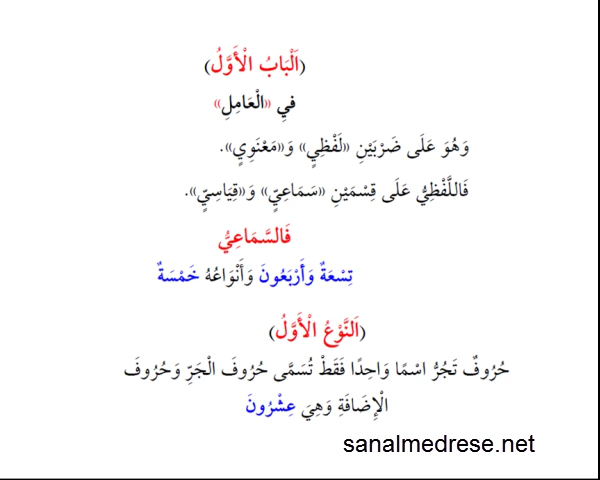 (اَلْبَابُ الْأَوَّلُ)
فِي «الْعَامِلِ»
وَهُوَ عَلَى ضَرْبَيْنِ «لَفْظِيٍ» وَ«مَعْنَوِيٍ».
فَاللَّفْظِيُّ عَلَى قِسْمَيْنِ «سَمَاعِيٍّ» وَ«قِيَاسِيٍّ».
فَالسَّمَاعِيُّ
تِسْعَةٌ وَأَرْبَعُونَ وَأَنْوَاعُهُ خَمْسَةٌ
(اَلنَّوْعُ الْأَوَّلُ)
حُرُوفٌ تَجُرُّ اسْمًا وَاحِدًا فَقَطْ تُسَمَّى حُرُوفَ الْجَرِّ وَحُرُوفَ
الْإِضَافَةِ وَهِيَ عِشْرُونَ
sanalmedrese.net